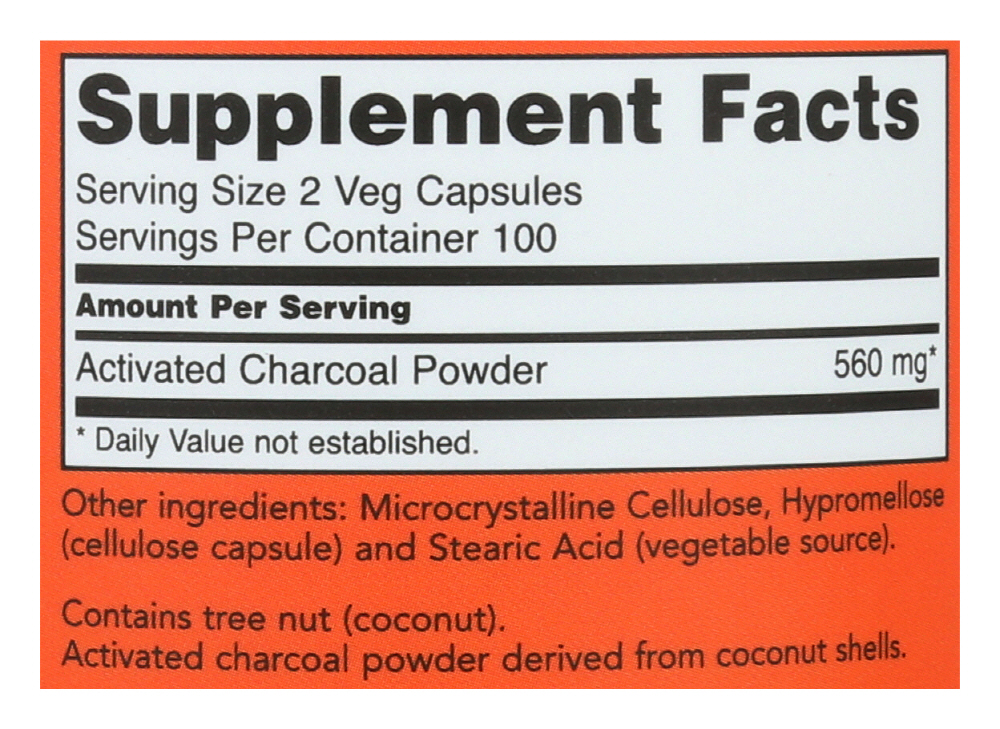 Supplement Facts
Serving Size 2 Veg Capsules
Servings Per Container 100
Amount Per Serving
Activated Charcoal Powder 560 mg*
* Daily Value not established.
Other ingredients: Microcrystalline Cellulose, Hypromellose
(cellulose capsule) and Stearic Acid (vegetable source).
Contains tree nut (coconut).
Activated charcoal powder derived from coconut shells.